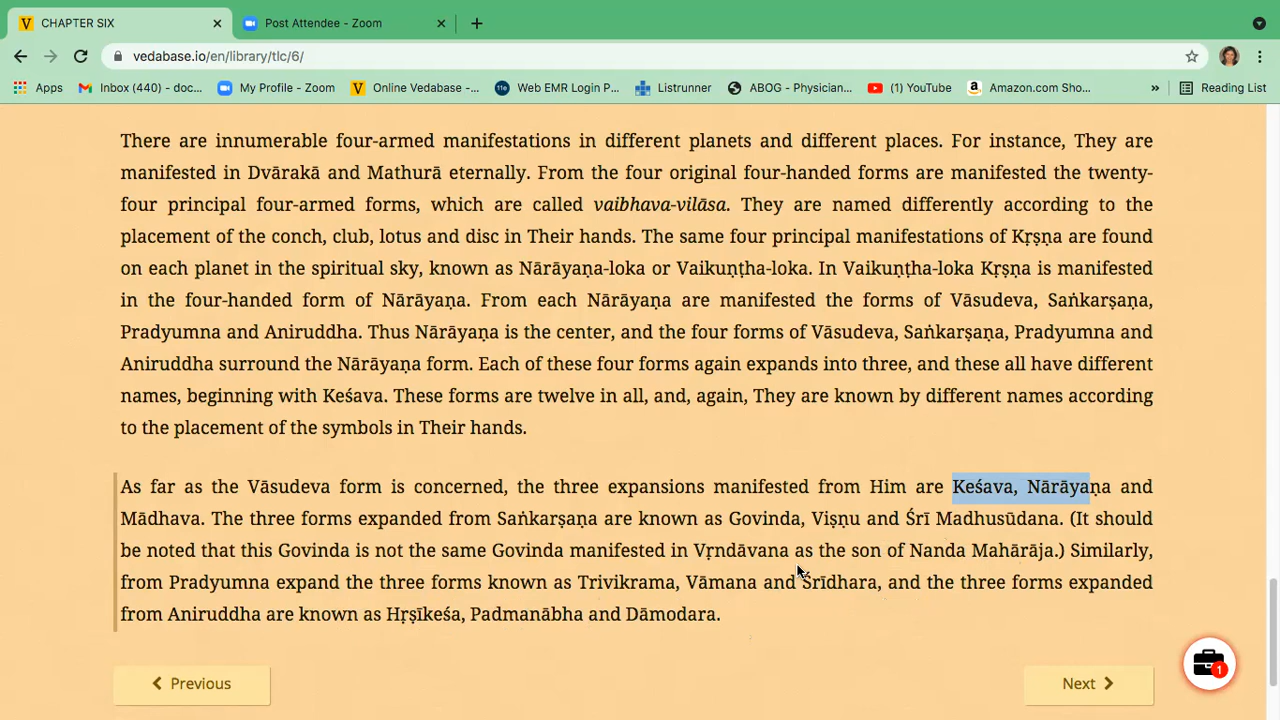 CHAPTER SIX
Post Attendee - Zoom
vedabase.io/en/library/tlc/6/
Apps
Inbox (440) - doc...
My Profile - Zoom
Online Vedabase -...
11e
Web EMR Login P...
Listrunner
ABOG - Physician...
(1) YouTube
Amazon.com Sho...
»
Reading List
There are innumerable four-armed manifestations in different planets and different places. For instance, They are
manifested in Dvārakā and Mathurā eternally. From the four original four-handed forms are manifested the twenty-
four principal four-armed forms, which are called vaibhava-vilāsa. They are named differently according to the
placement of the conch, club, lotus and disc in Their hands. The same four principal manifestations of Kṛṣṇa are found
on each planet in the spiritual sky, known as Nārāyaṇa-loka or Vaikuṇṭha-loka. In Vaikuṇṭha-loka Kṛṣṇa is manifested
in the four-handed form of Nārāyaṇa. From each Nārāyaṇa are manifested the forms of Vāsudeva, Saṅkarṣaṇa,
Pradyumna and Aniruddha. Thus Nārāyaṇa is the center, and the four forms of Vāsudeva, Saṅkarṣaṇa, Pradyumna and
Aniruddha surround the Nārāyaṇa form. Each of these four forms again expands into three, and these all have different
names, beginning with Keśava. These forms are twelve in all, and, again, They are known by different names according
to the placement of the symbols in Their hands.
As far as the Vāsudeva form is concerned, the three expansions manifested from Him are Keśava, Nārāyaṇa and
Mādhava. The three forms expanded from Saṅkarṣaṇa are known as Govinda, Viṣṇu and Śrī Madhusūdana. (It should
be noted that this Govinda is not the same Govinda manifested in Vṛndāvana as the son of Nanda Mahārāja.) Similarly,
from Pradyumna expand the three forms known as Trivikrama, Vāmana and Śrīdhara, and the three forms expanded
from Aniruddha are known as Hṛṣīkeśa, Padmanābha and Dāmodara.
Previous
Next
1